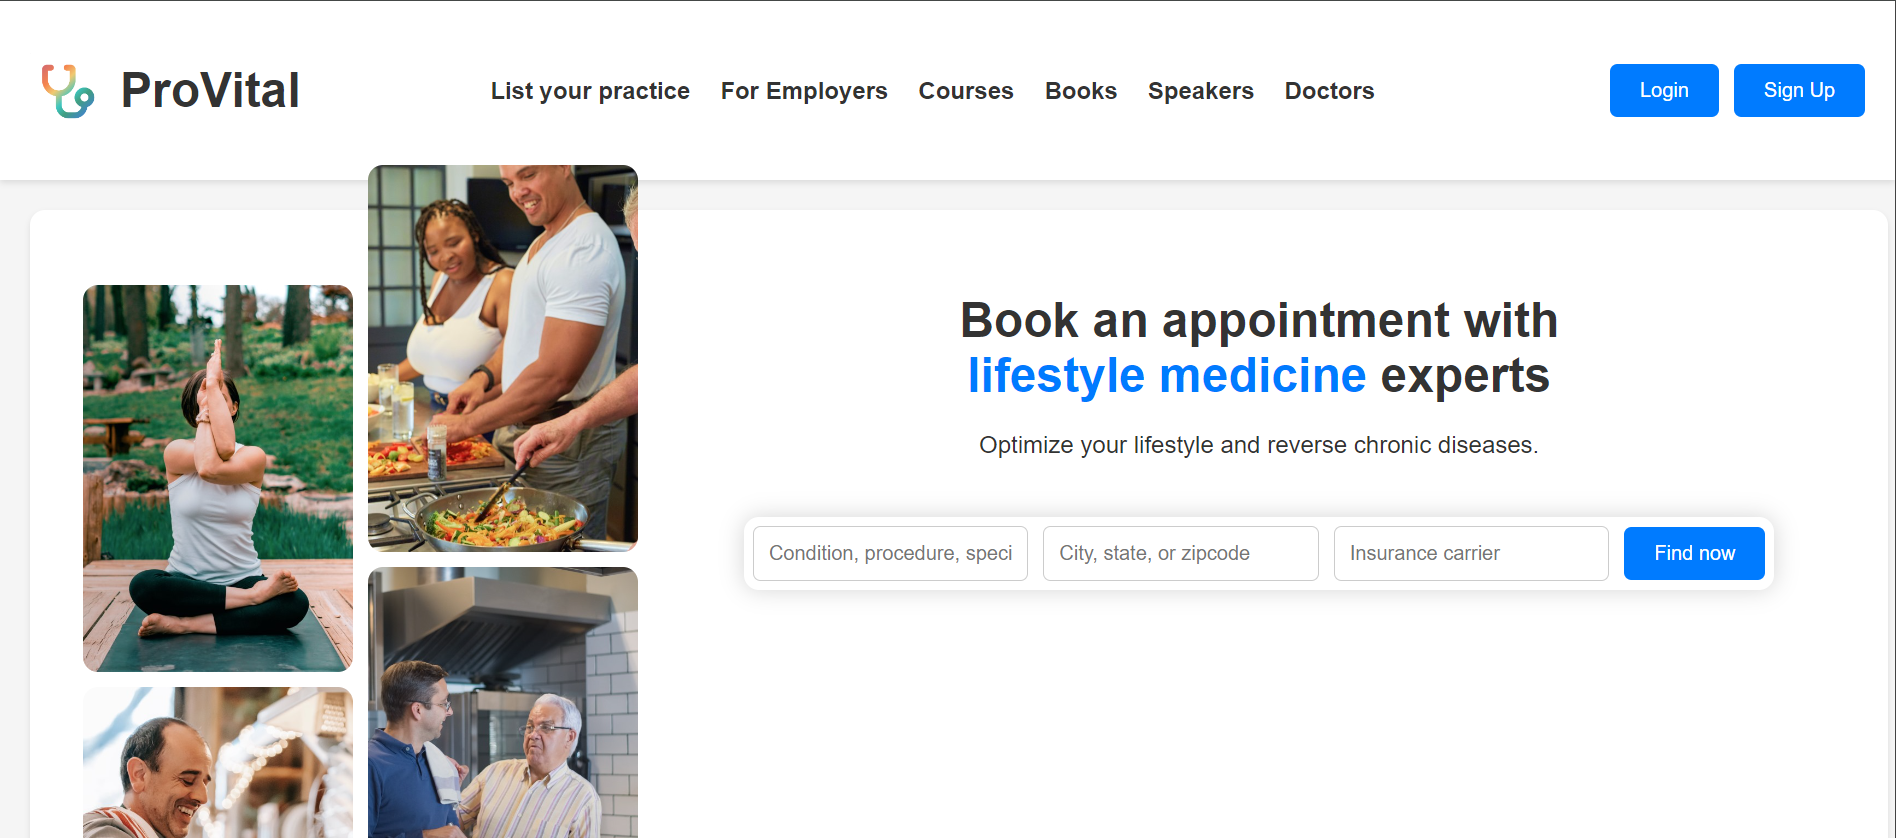 ProVital
List your practice
For Employers
Courses
Books
Speakers
Doctors
Login
Sign Up
Book an appointment with
lifestyle medicine experts
Optimize your lifestyle and reverse chronic diseases.
Condition, procedure, speci
City, state, or zipcode
Insurance carrier
Find now